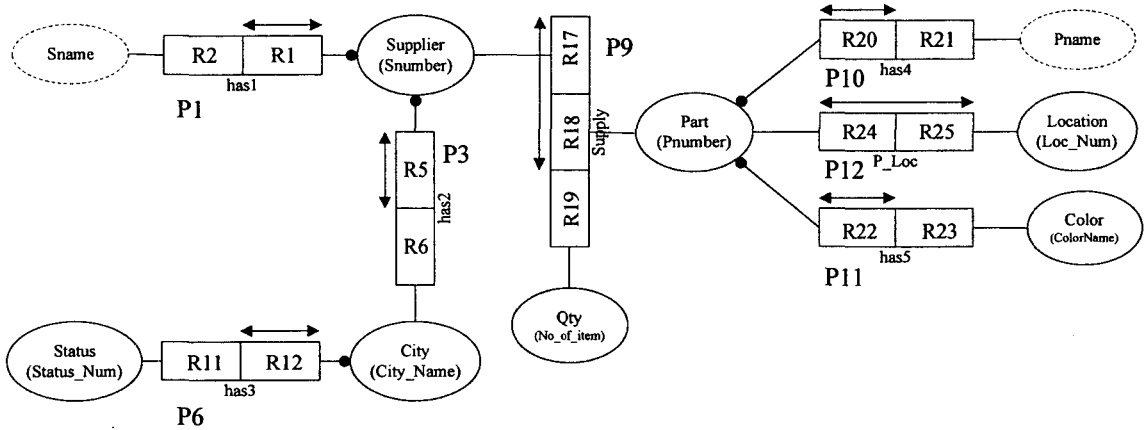 Sname
R2
R1
has1
P1
Supplier
(Snumber)
R17
R18
R19
Supply
P9
R20
R21
has4
P10
Pname
Part
(Pnumber)
R24
R25
P_Loc
P12
Location
(Loc_Num)
R22
R23
has5
P11
Color
(ColorName)
R5
R6
has2
P3
Qty
(No_of_item)
Status
(Status_Num)
R11
R12
has3
P6
City
(City_Name)